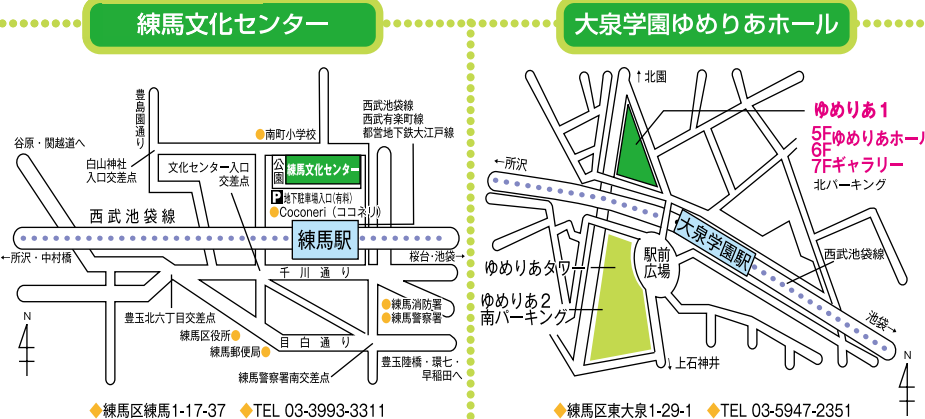 練馬文化センター
豊島園通り
南町小学校
西武池袋線
西武有楽町線
都営地下鉄大江戸線
谷原・関越道へ
白山神社
入口交差点
文化センター入口
交差点
公園
練馬文化センター
P地下駐車場入口(有料)
Coconeri(ココネリ)
西武池袋線
練馬駅
←所沢・中村橋
桜台・池袋→
千川通り
豊玉北六丁目交差点
練馬消防署
練馬警察署
練馬区役所
練馬郵便局
目白通り
練馬警察署南交差点
豊玉陸橋・環七・
早稲田へ
N
◆練馬区練馬1-17-37 ◆TEL 03-3993-3311
大泉学園ゆめりあホール
↑北園
ゆめりあ1
5Fゆめりあホール
6F
7Fギャラリー
北パーキング
←所沢
大泉学園駅
駅前
広場
西武池袋線
ゆめりあタワー
ゆめりあ2
南パーキング
池袋→
↓上石神井
N
◆練馬区東大泉1-29-1 ◆TEL 03-5947-2351